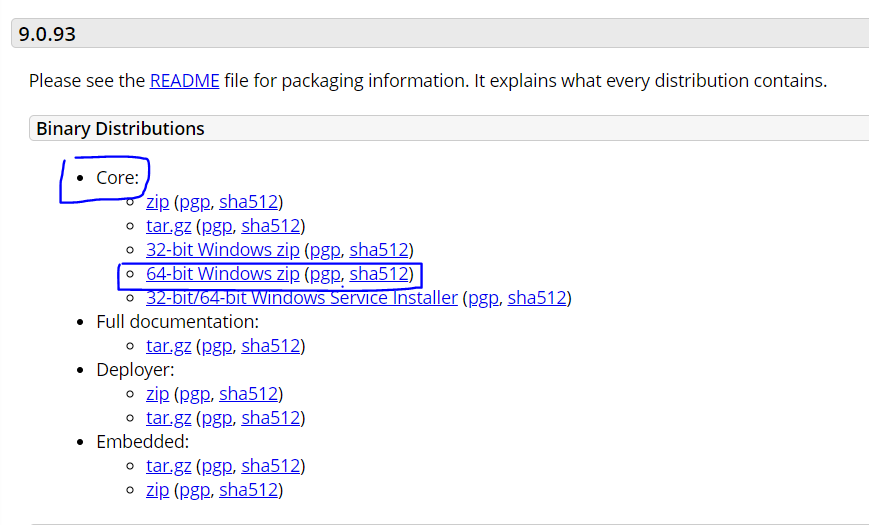 9.0.93
Please see the README file for packaging information. It explains what every distribution contains.
Binary Distributions
Core:
zip (pgp, sha512)
tar.gz (pgp, sha512)
32-bit Windows zip (pgp, sha512)
64-bit Windows zip (pgp, sha512)
32-bit/64-bit Windows Service Installer (pgp, sha512)
Full documentation:
tar.gz (pgp, sha512)
Deployer:
zip (pgp, sha512)
tar.gz (pgp, sha512)
Embedded:
tar.gz (pgp, sha512)
zip (pgp, sha512)